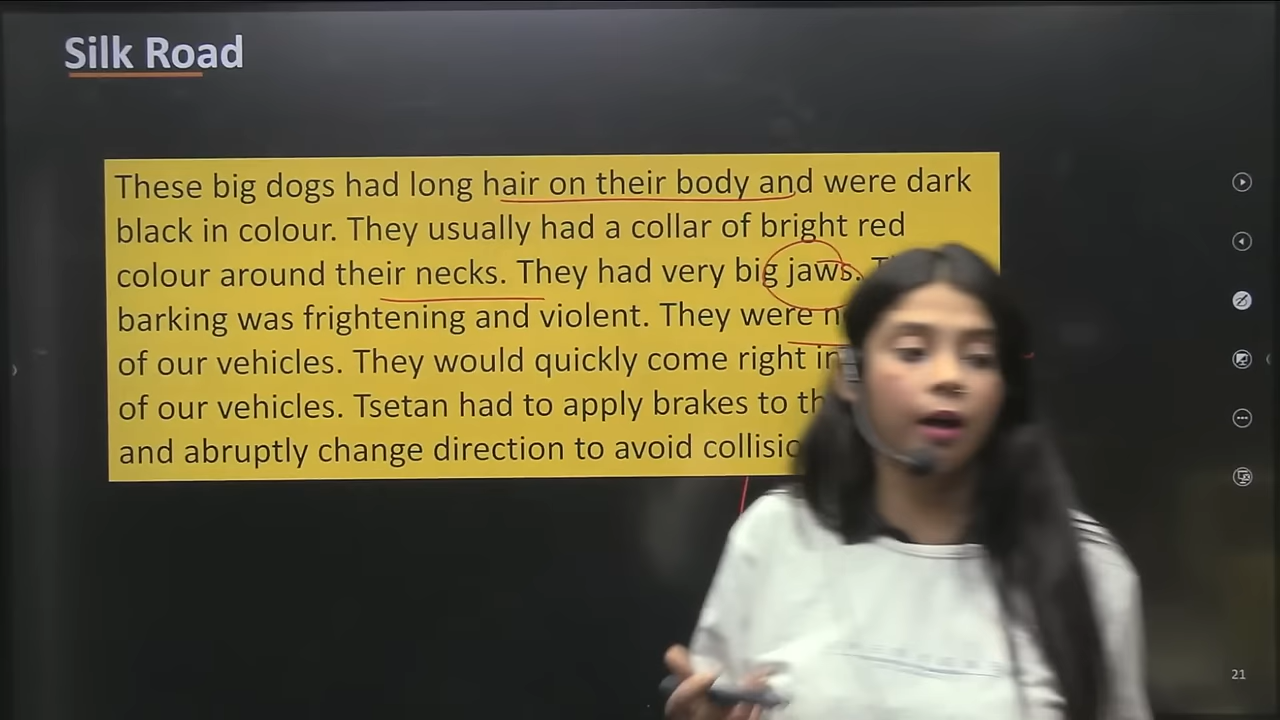 Silk Road
These big dogs had long hair on their body and were dark
black in colour. They usually had a collar of bright red
colour around their necks. They had very big jaws.
barking was frightening and violent. They were
of our vehicles. They would quickly come right
of our vehicles. Tsetan had to apply brakes to
and abruptly change direction to avoid
21